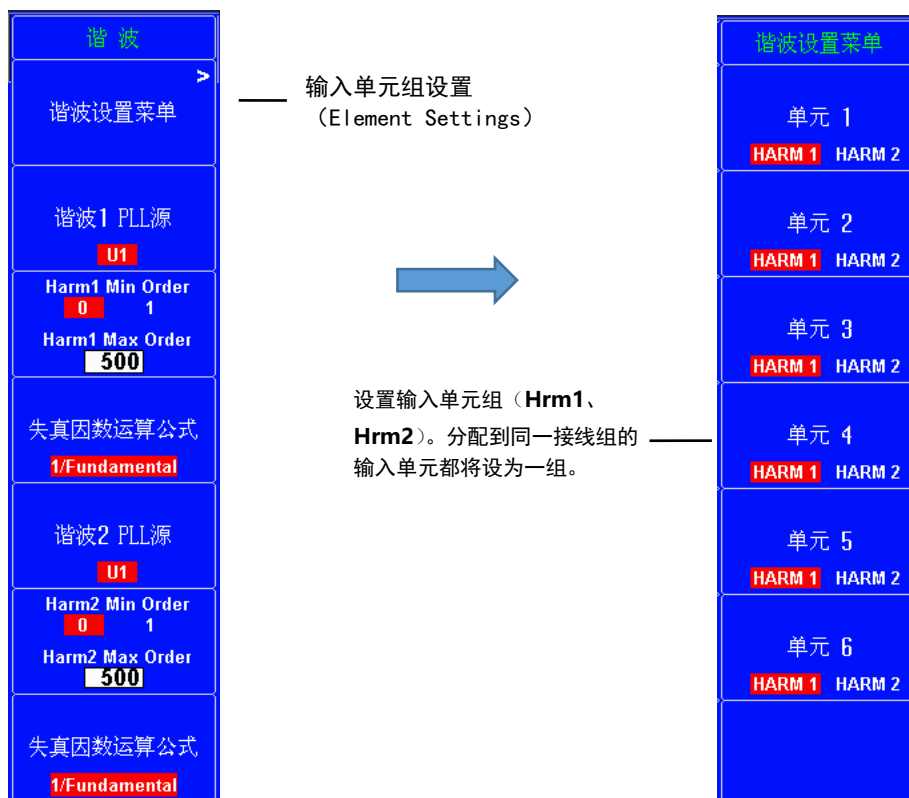 谐 波
>
谐波设置菜单
谐波1 PLL源
U1
Harm1 Min Order
0 1
Harm1 Max Order
500
失真因数运算公式
1/Fundamental
谐波2 PLL源
U1
Harm2 Min Order
0 1
Harm2 Max Order
500
失真因数运算公式
1/Fundamental
输入单元组设置
（Element Settings）
设置输入单元组（Hrm1、
Hrm2）。分配到同一接线组的
输入单元都将设为一组。
谐波设置菜单
单元 1
HARM 1 HARM 2
单元 2
HARM 1 HARM 2
单元 3
HARM 1 HARM 2
单元 4
HARM 1 HARM 2
单元 5
HARM 1 HARM 2
单元 6
HARM 1 HARM 2